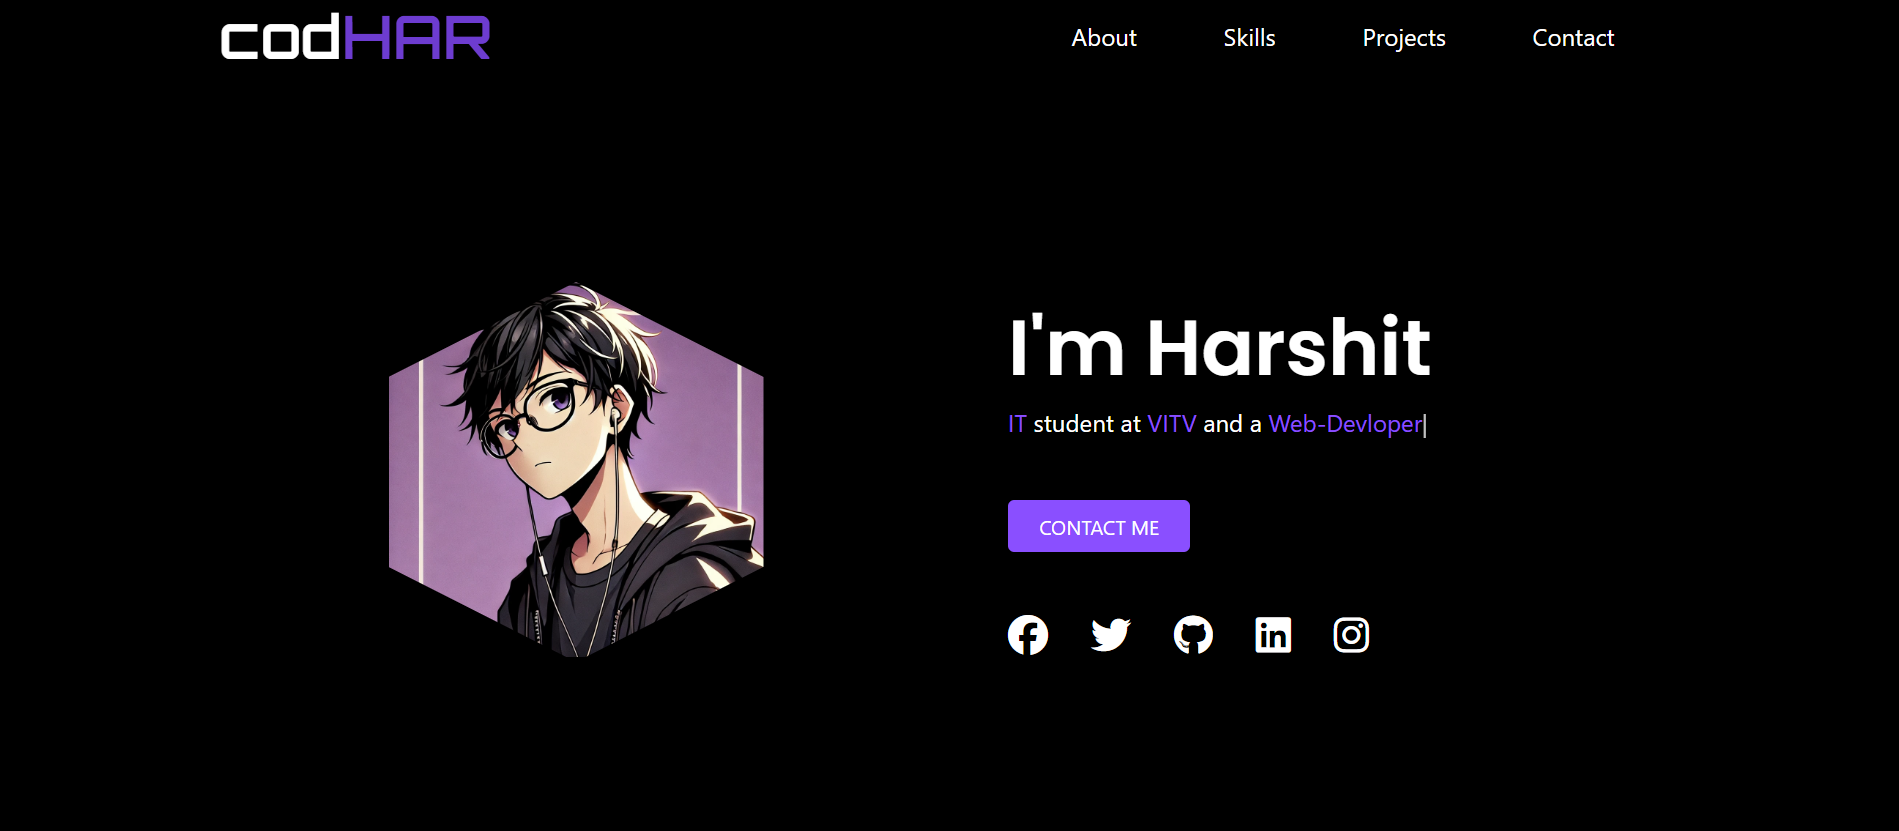 codHAR
About Skills Projects Contact
I'm Harshit
IT student at VITV and a Web-Devloper|
CONTACT ME